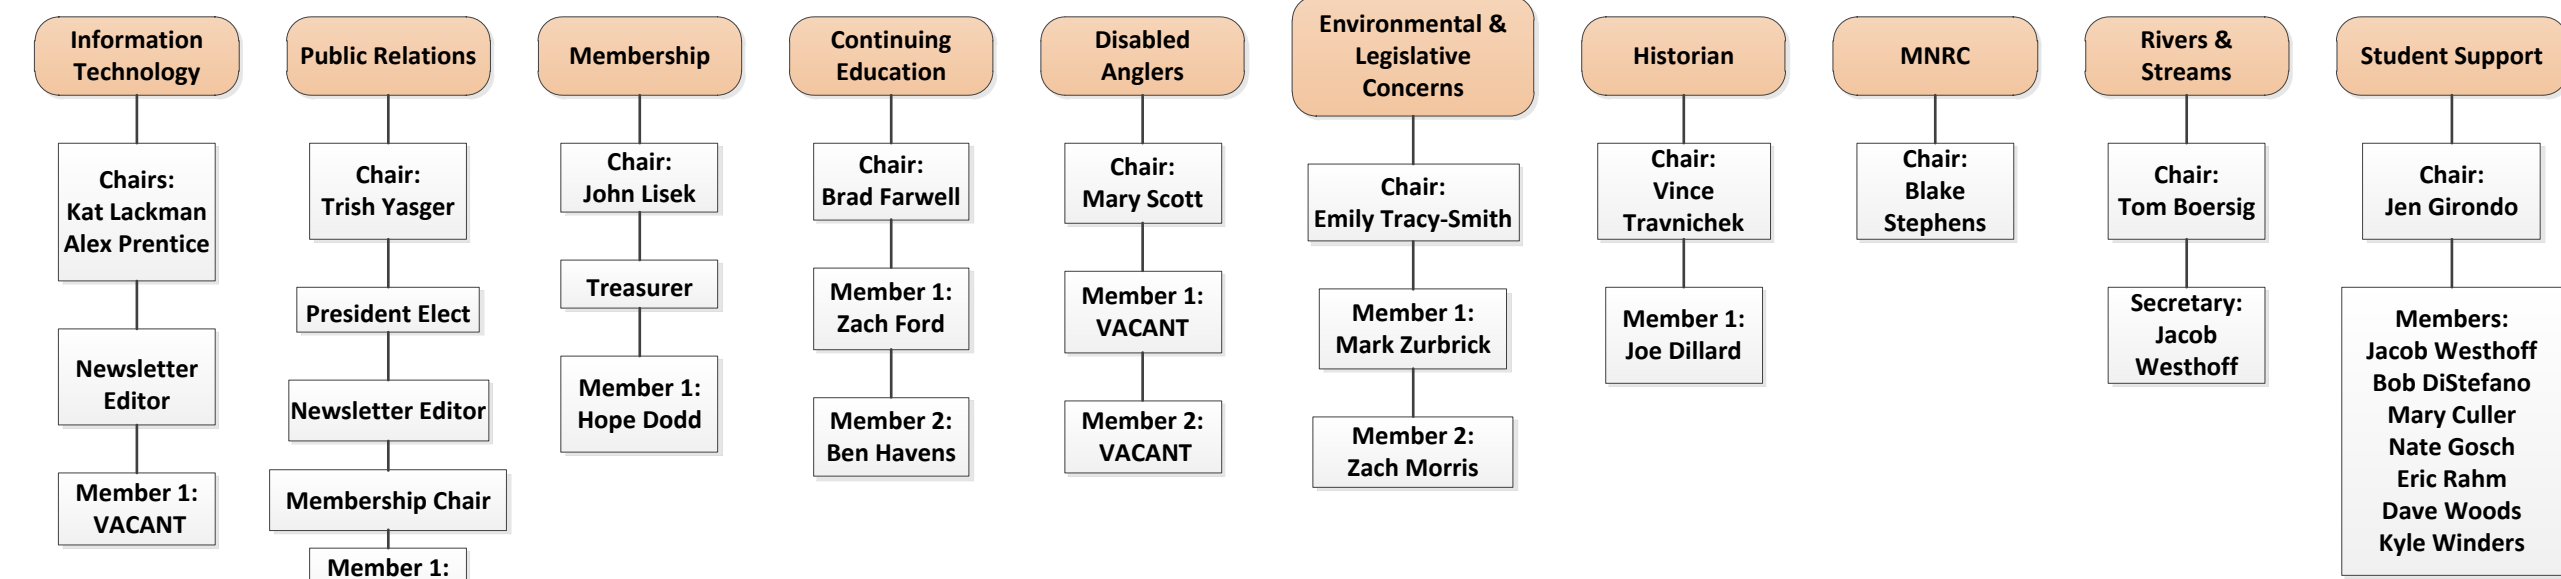 Information
Technology
Chairs:
Kat Lackman
Alex Prentice
Newsletter
Editor
Member 1:
VACANT
Public Relations
Chair:
Trish Yasger
President Elect
Newsletter Editor
Membership Chair
Member 1:
Membership
Chair:
John Lisek
Treasurer
Member 1:
Hope Dodd
Continuing
Education
Chair:
Brad Farwell
Member 1:
Zach Ford
Member 2:
Ben Havens
Disabled
Anglers
Chair:
Mary Scott
Member 1:
VACANT
Member 2:
VACANT
Environmental &
Legislative
Concerns
Chair:
Emily Tracy-Smith
Member 1:
Mark Zurbrick
Member 2:
Zach Morris
Historian
Chair:
Vince
Travnichek
Member 1:
Joe Dillard
MNRC
Chair:
Blake
Stephens
Rivers &
Streams
Chair:
Tom Boersig
Secretary:
Jacob
Westhoff
Student Support
Chair:
Jen Girondo
Members:
Jacob Westhoff
Bob DiStefano
Mary Culler
Nate Gosch
Eric Rahm
Dave Woods
Kyle Winders